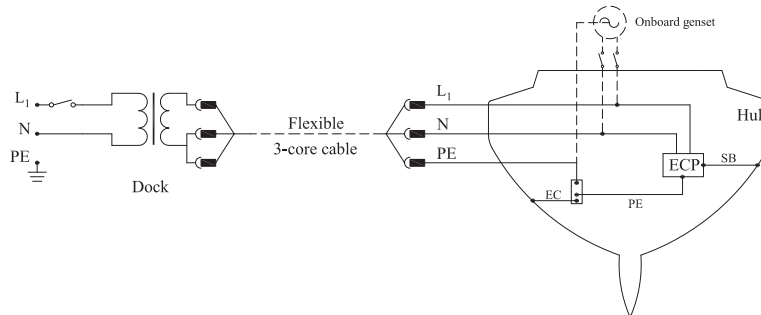 Onboard genset
L1
N
PE
Dock
Flexible
3-core cable
L1
N
PE
Hul
ECP
SB
EC
PE